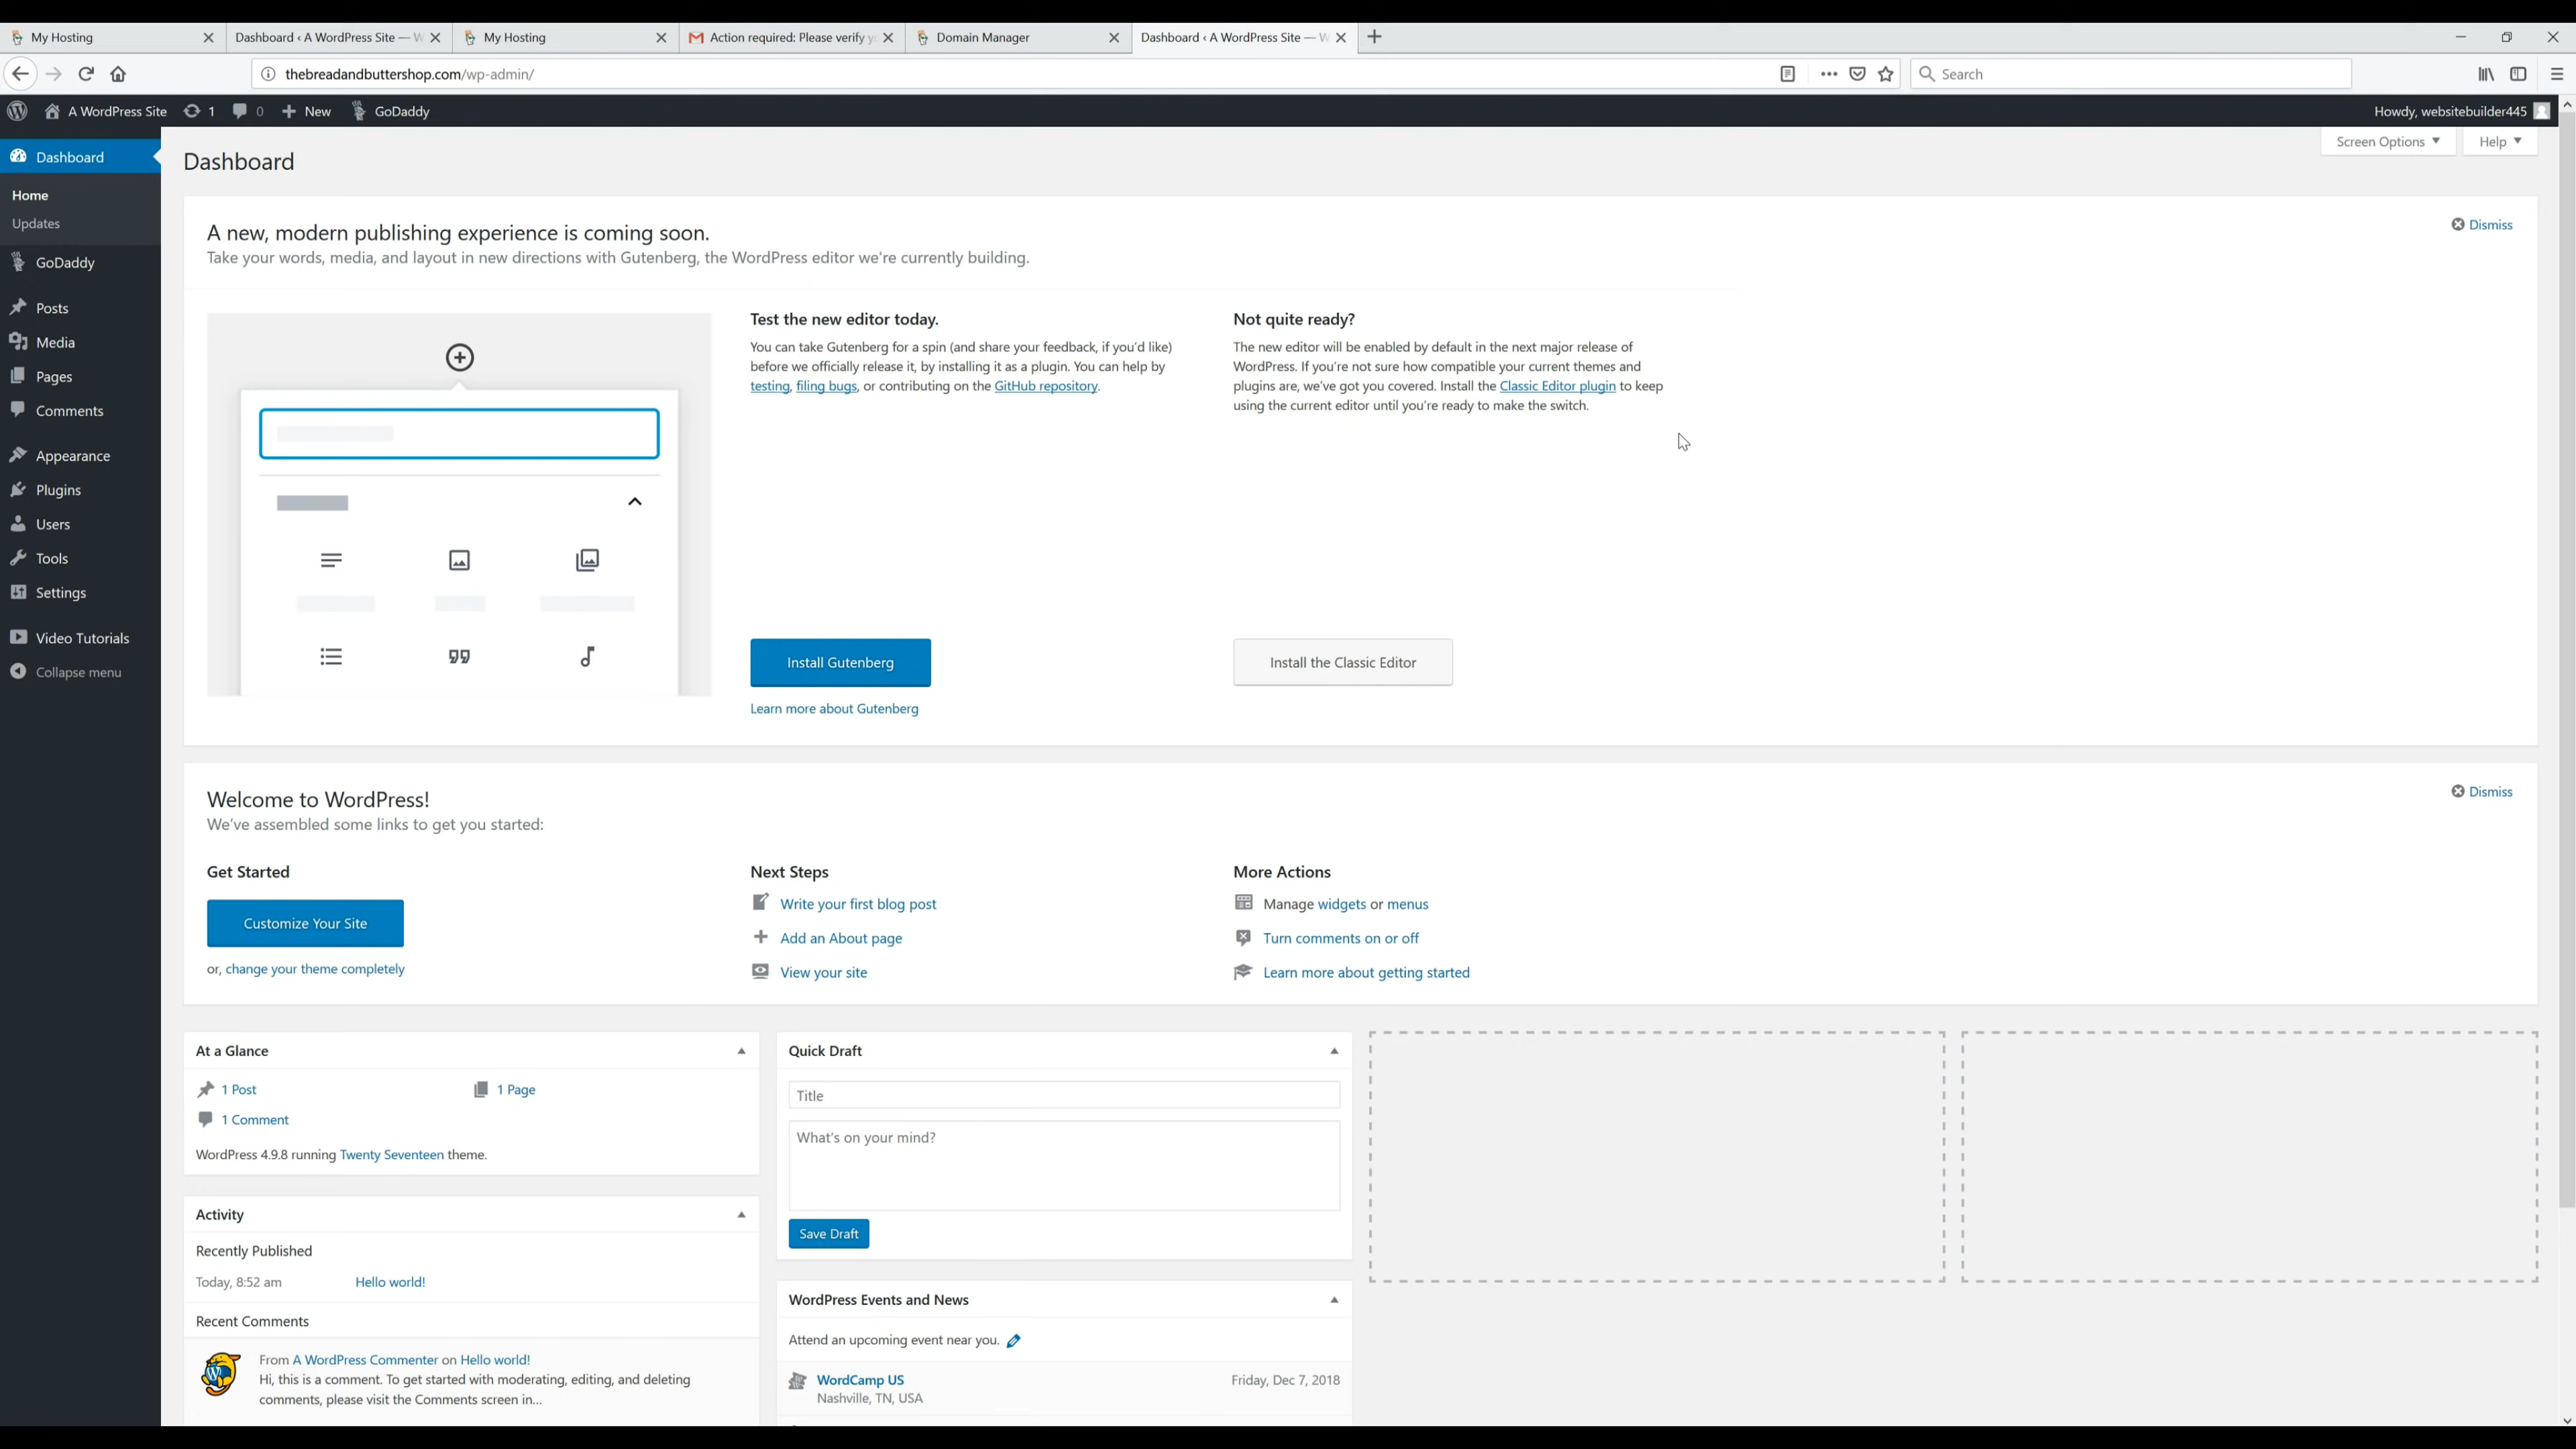 My Hosting
Dashboard ‹ A WordPress Site — W
My Hosting
Action required: Please verify y
Domain Manager
Dashboard ‹ A WordPress Site — W
thebreadandbuttershop.com/wp-admin/
Search
A WordPress Site
1
0
New
GoDaddy
Howdy, websitebuilder445
Dashboard
Home
Updates
GoDaddy
Posts
Media
Pages
Comments
Appearance
Plugins
Users
Tools
Settings
Video Tutorials
Collapse menu
Dashboard
Screen Options
Help
A new, modern publishing experience is coming soon.
Dismiss
Take your words, media, and layout in new directions with Gutenberg, the WordPress editor we're currently building.
Test the new editor today.
You can take Gutenberg for a spin (and share your feedback, if you'd like)
before we officially release it, by installing it as a plugin. You can help by
testing, filing bugs, or contributing on the GitHub repository.
Install Gutenberg
Learn more about Gutenberg
Not quite ready?
The new editor will be enabled by default in the next major release of
WordPress. If you're not sure how compatible your current themes and
plugins are, we've got you covered. Install the Classic Editor plugin to keep
using the current editor until you're ready to make the switch.
Install the Classic Editor
Welcome to WordPress!
Dismiss
We've assembled some links to get you started:
Get Started
Customize Your Site
or, change your theme completely
Next Steps
Write your first blog post
Add an About page
View your site
More Actions
Manage widgets or menus
Turn comments on or off
Learn more about getting started
At a Glance
1 Post
1 Page
1 Comment
WordPress 4.9.8 running Twenty Seventeen theme.
Activity
Recently Published
Today, 8:52 am
Hello world!
Recent Comments
From A WordPress Commenter on Hello world!
Hi, this is a comment. To get started with moderating, editing, and deleting
comments, please visit the Comments screen in...
Quick Draft
Title
What's on your mind?
Save Draft
WordPress Events and News
Attend an upcoming event near you.
WordCamp US
Friday, Dec 7, 2018
Nashville, TN, USA